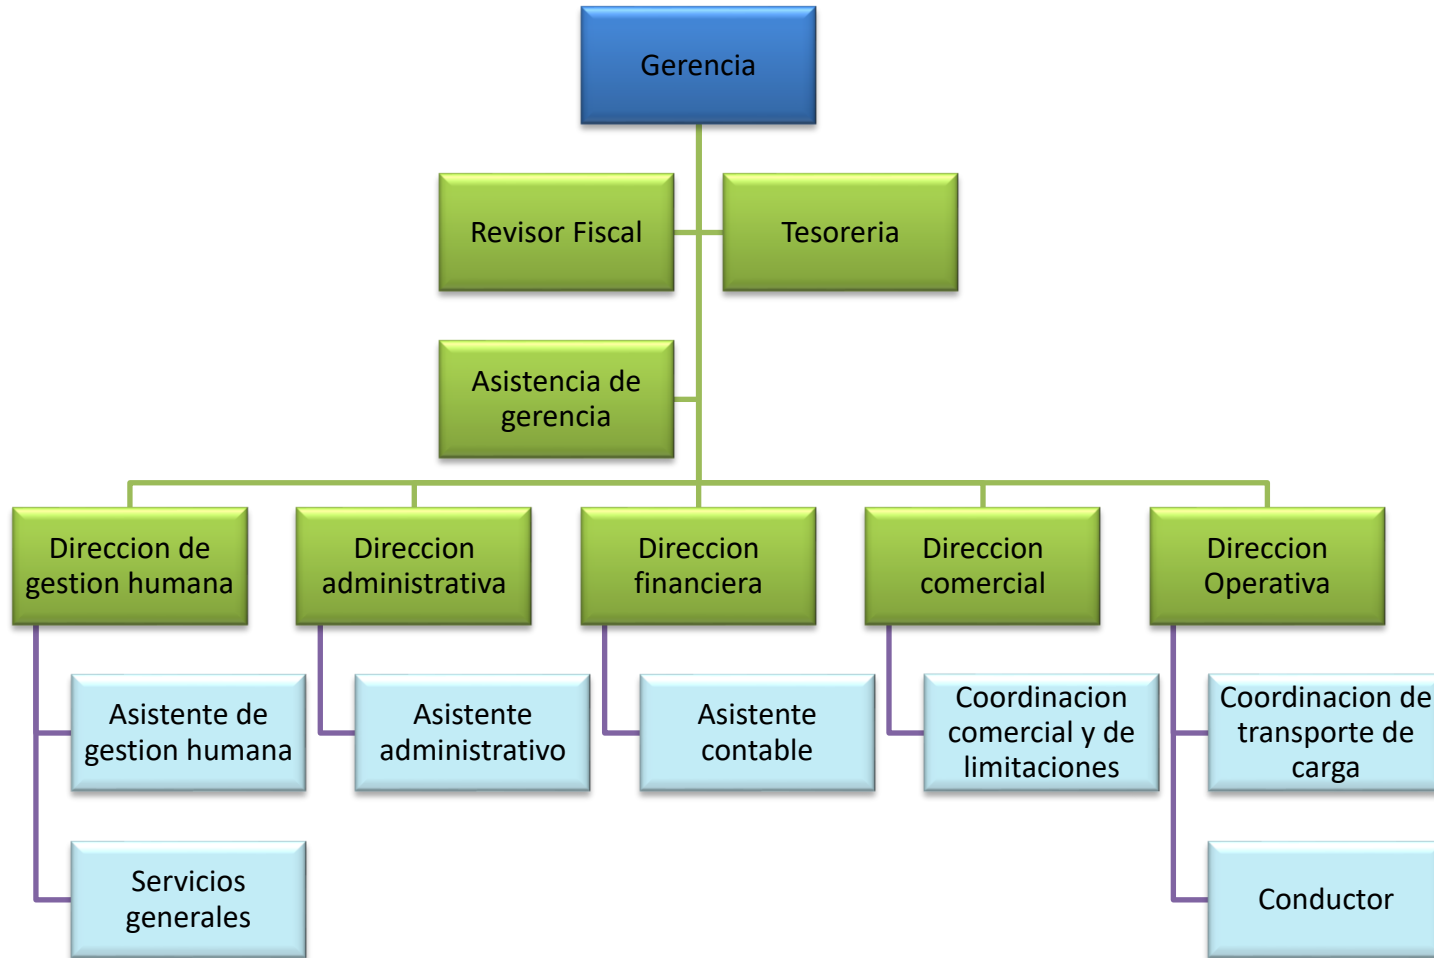 Gerencia
Revisor Fiscal
Tesoreria
Asistencia de
gerencia
Direccion de
gestion humana
Direccion
administrativa
Direccion
financiera
Direccion
comercial
Direccion
Operativa
Asistente de
gestion humana
Asistente
administrativo
Asistente
contable
Coordinacion
comercial y de
limitaciones
Coordinacion de
transporte de
carga
Servicios
generales
Conductor